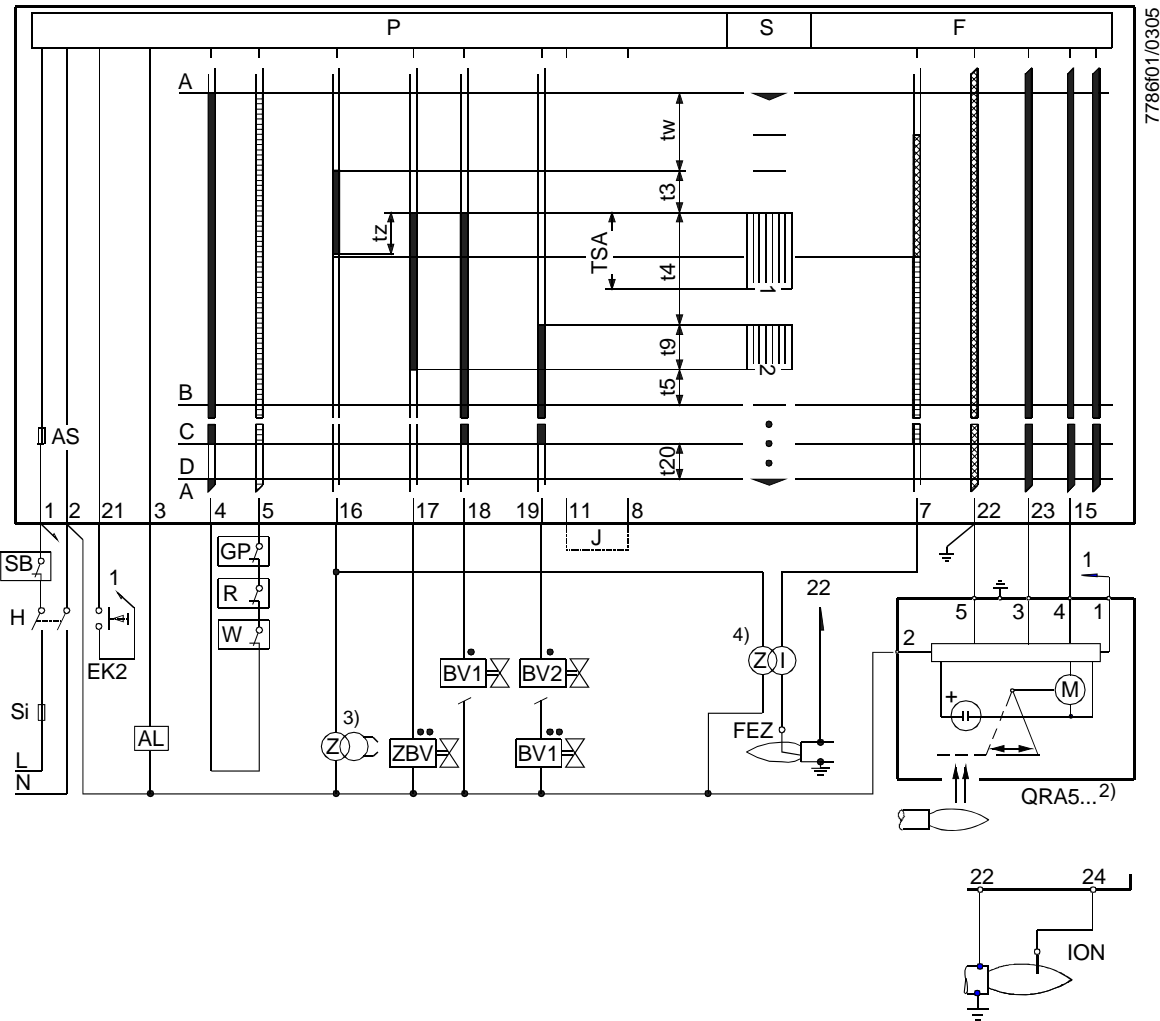 P S F
7786f01/0305
A
tw
t3
tz
TSA
t4
1
t9
2
t5
B
AS
C
t20
D
A
1 2 21 3 4 5 16 17 18 19 11 8 7 22 23 15
J
SB
GP
1
R
22
1
H
5 3 4 1
W
4)
2
EK2
Z I
BV1 BV2
M
+
Si
3)
FEZ
AL
Z
ZBV
BV1
L
N
QRA5...2)
22 24
ION